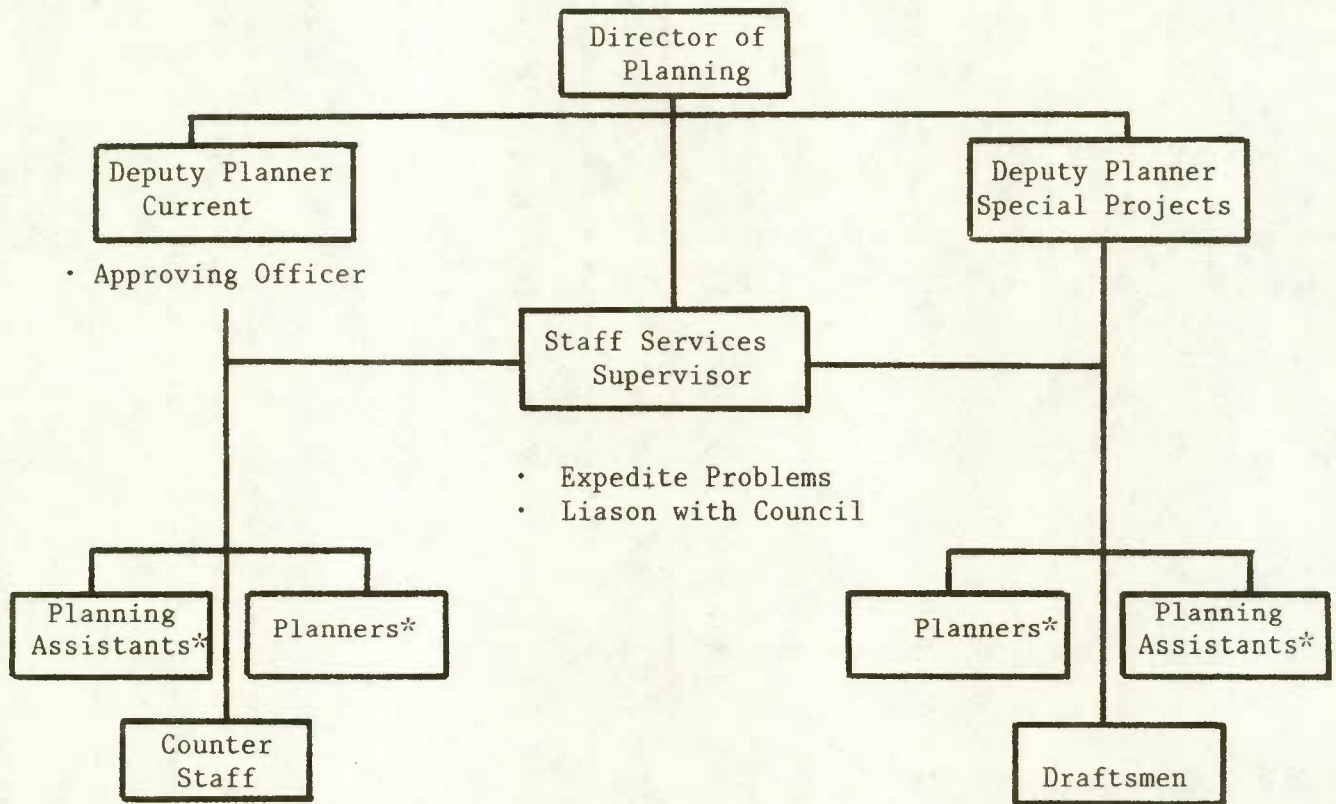 Director of
Planning
Deputy Planner
Current
Deputy Planner
Special Projects
· Approving Officer
Staff Services
Supervisor
· Expedite Problems
· Liason with Council
Planning
Assistants*
Planners*
Planners*
Planning
Assistants*
Counter
Staff
Draftsmen